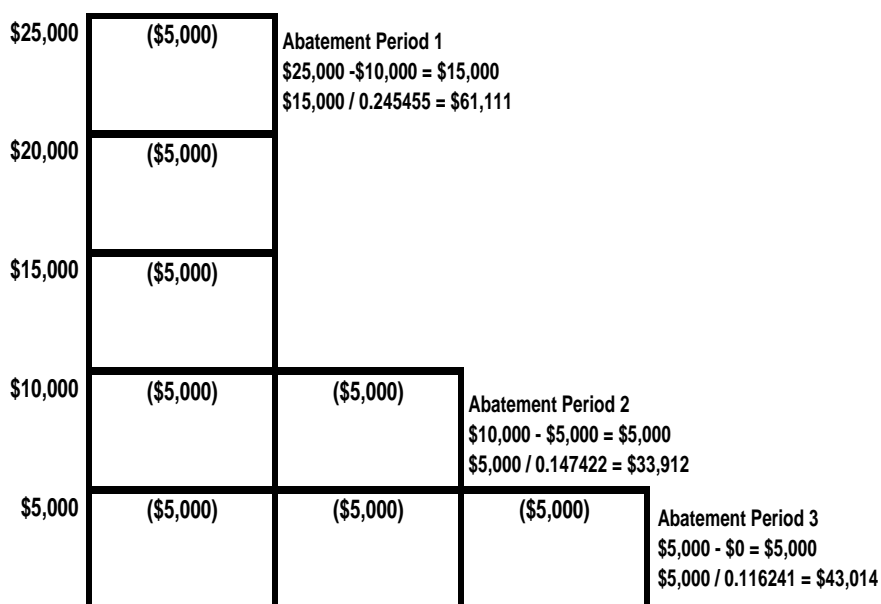 $25,000 ($5,000)
Abatement Period 1
$25,000 -$10,000 = $15,000
$15,000 / 0.245455 = $61,111
$20,000 ($5,000)
$15,000 ($5,000)
$10,000 ($5,000) ($5,000)
Abatement Period 2
$10,000 - $5,000 = $5,000
$5,000 / 0.147422 = $33,912
$5,000 ($5,000) ($5,000) ($5,000)
Abatement Period 3
$5,000 - $0 = $5,000
$5,000 / 0.116241 = $43,014